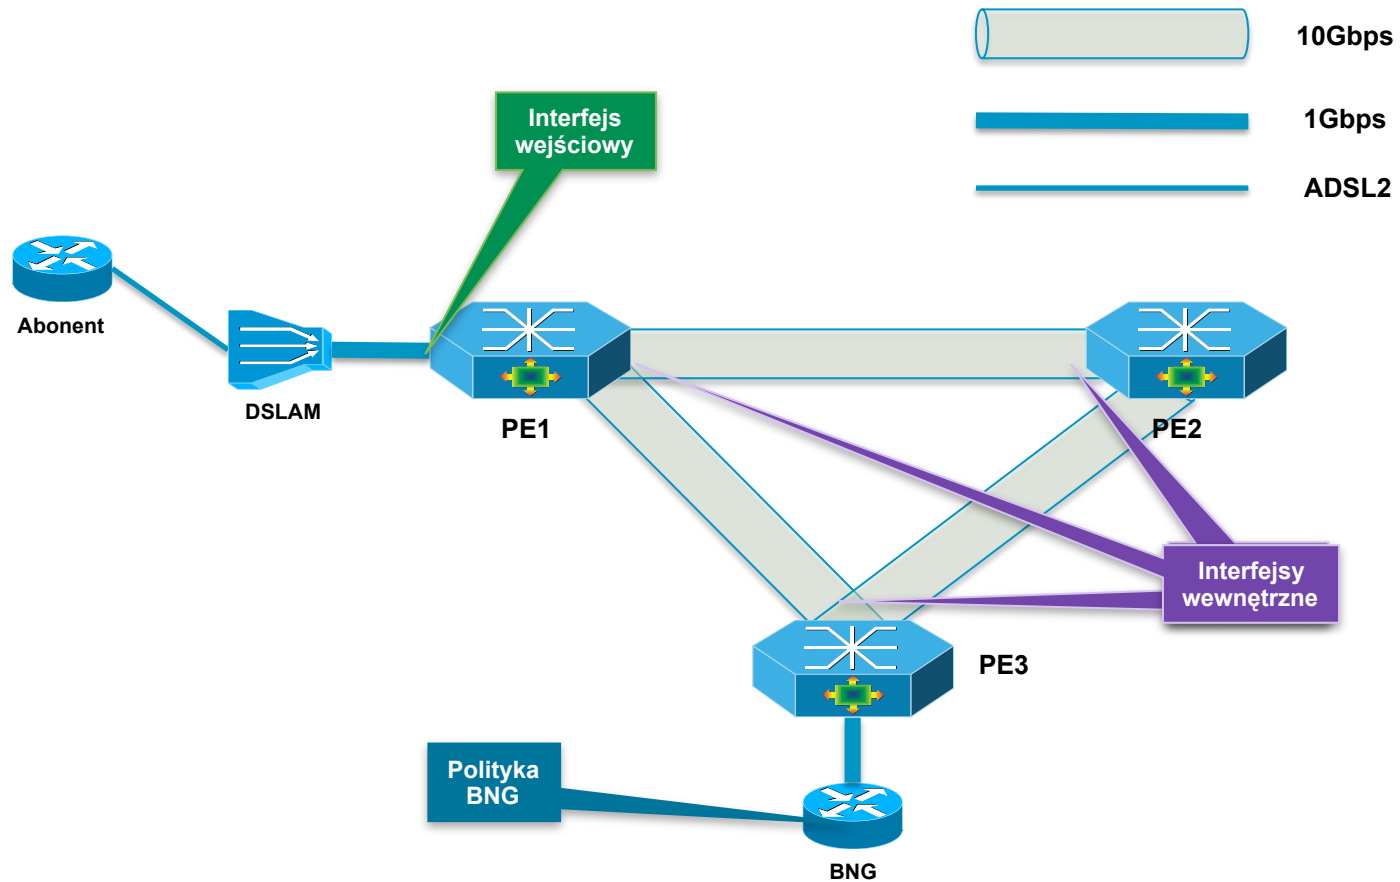 10Gbps
1Gbps
ADSL2
Interfejs
wejściowy
Abonent
DSLAM
PE1
PE2
Interfejsy
wewnętrzne
PE3
Polityka
BNG
BNG